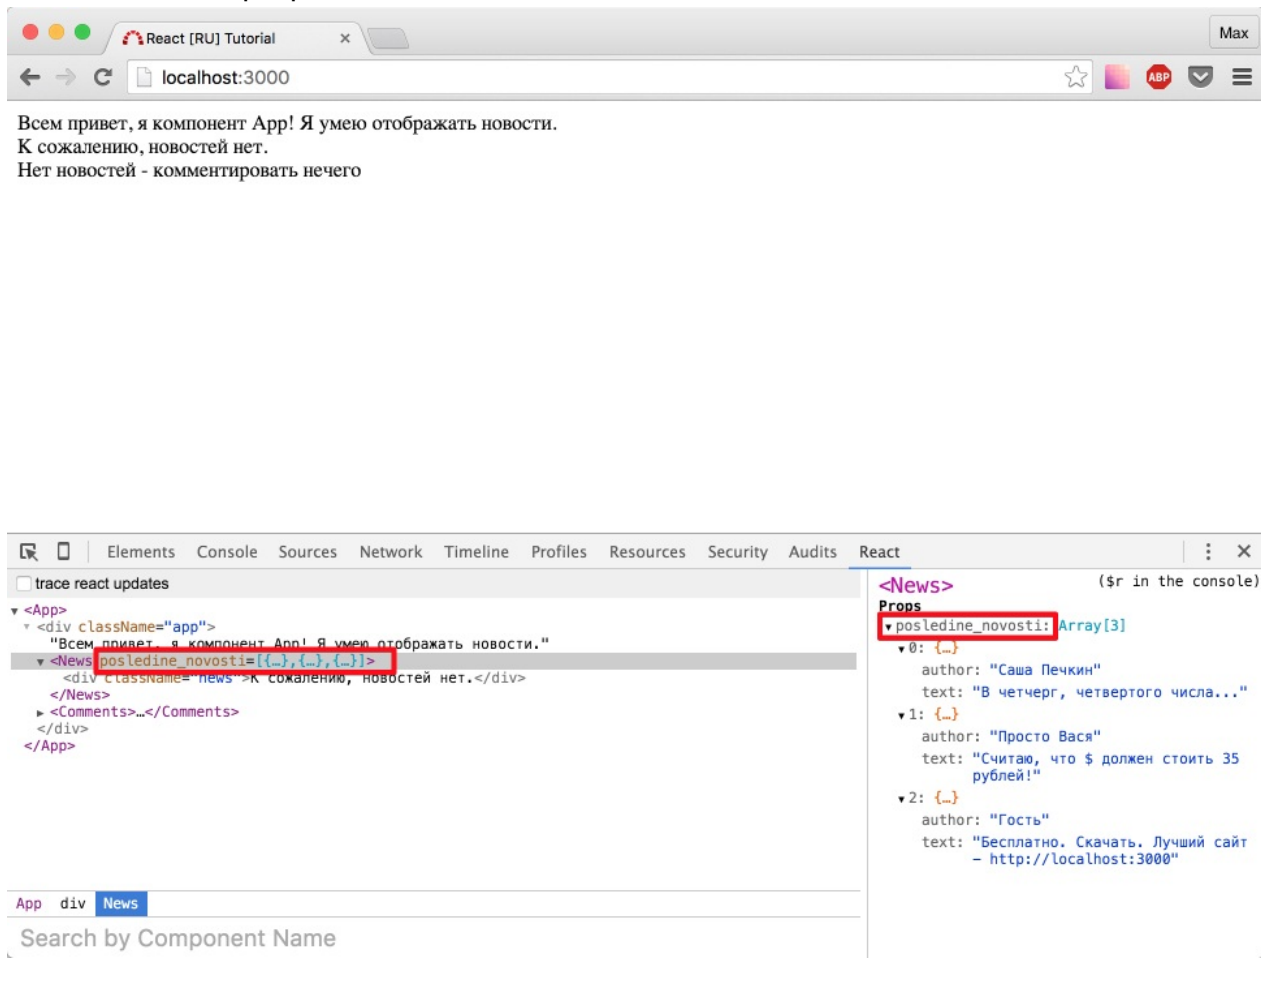 React [RU] Tutorial
Max
localhost:3000
ABP
Всем привет, я компонент App! Я умею отображать новости.
К сожалению, новостей нет.
Нет новостей - комментировать нечего
Elements Console Sources Network Timeline Profiles Resources Security Audits React
trace react updates
<App>
<div className="app">
"Всем привет, я компонент App! Я умею отображать новости."
<News posledine_novosti=[{…},{…},{…}]>
<div className="news">К сожалению, новостей нет.</div>
</News>
<Comments>…</Comments>
</div>
</App>
App div News
Search by Component Name
<News> ($r in the console)
Props
posledine_novosti: Array[3]
0: {…}
author: "Саша Печкин"
text: "В четчерг, четвертого числа..."
1: {…}
author: "Просто Вася"
text: "Считаю, что $ должен стоить 35
рублей!"
2: {…}
author: "Гость"
text: "Бесплатно. Скачать. Лучший сайт
– http://localhost:3000"